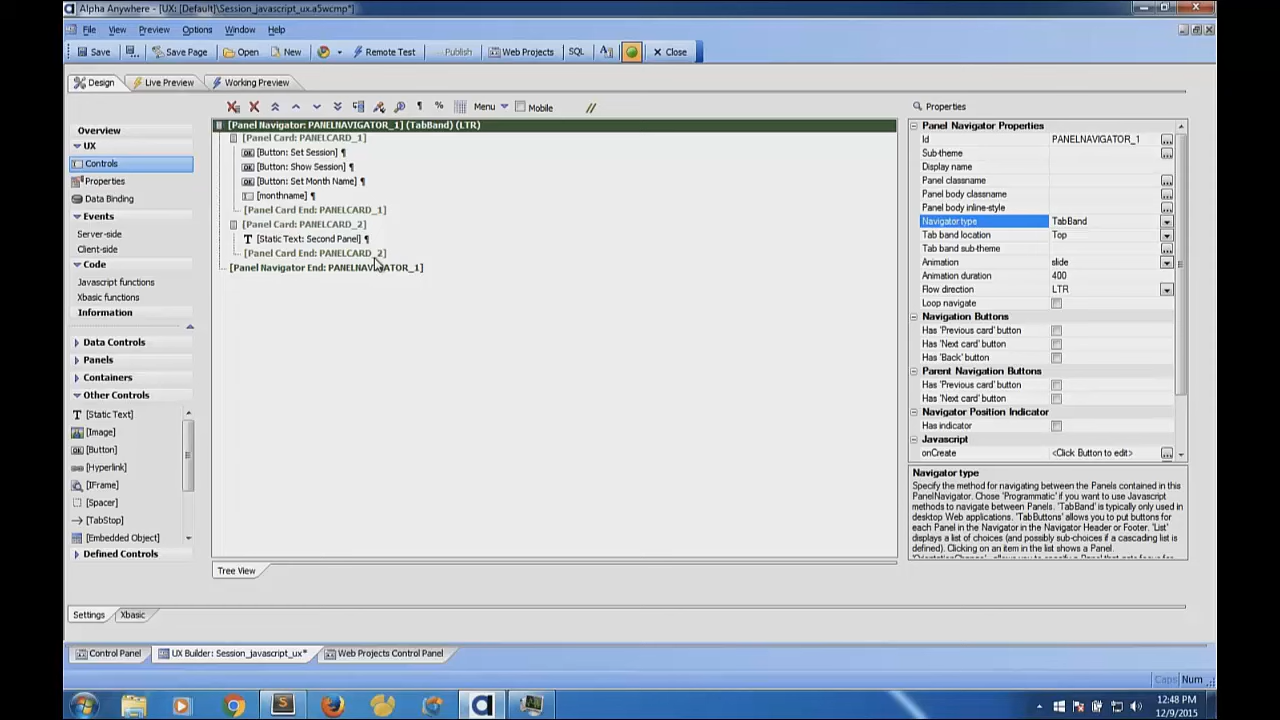 Alpha Anywhere - [UX: [Default]\Session_javascript_ux.a5wcmp*]
File View Preview Options Window Help
Save Save Page Open New Remote Test Publish Web Projects SQL Close
Design Live Preview Working Preview
Menu Mobile
Properties
Overview
UX
Controls
Properties
Data Binding
Events
Server-side
Client-side
Code
Javascript functions
Xbasic functions
Information
Data Controls
Panels
Containers
Other Controls
[Static Text]
[Image]
[Button]
[Hyperlink]
[IFrame]
[Spacer]
[TabStop]
[Embedded Object]
Defined Controls
[Panel Navigator: PANELNAVIGATOR_1] (TabBand) (LTR)
[Panel Card: PANELCARD_1]
[Button: Set Session] ¶
[Button: Show Session] ¶
[Button: Set Month Name] ¶
[monthname] ¶
[Panel Card End: PANELCARD_1]
[Panel Card: PANELCARD_2]
[Static Text: Second Panel] ¶
[Panel Card End: PANELCARD_2]
[Panel Navigator End: PANELNAVIGATOR_1]
Tree View
Panel Navigator Properties
Id PANELNAVIGATOR_1
Sub-theme
Display name
Panel classname
Panel body classname
Panel body inline-style
Navigator type TabBand
Tab band location Top
Tab band sub-theme
Animation slide
Animation duration 400
Flow direction LTR
Loop navigate
Navigation Buttons
Has 'Previous card' button
Has 'Next card' button
Has 'Back' button
Parent Navigation Buttons
Has 'Previous card' button
Has 'Next card' button
Navigator Position Indicator
Has indicator
Javascript
onCreate <Click Button to edit>
Navigator type
Specify the method for navigating between the Panels contained in this
PanelNavigator. Chose 'Programmatic' if you want to use Javascript
methods to navigate between Panels. 'TabBand' is typically only used in
desktop Web applications. 'TabButtons' allows you to put buttons for
each Panel in the Navigator in the Navigator Header or Footer. 'List'
displays a list of choices (and possibly sub-choices if a cascading list is
defined). Clicking on an item in the list shows a Panel.
Settings Xbasic
Control Panel UX Builder: Session_javascript_ux* Web Projects Control Panel
Caps Num
12:48 PM
12/9/2015